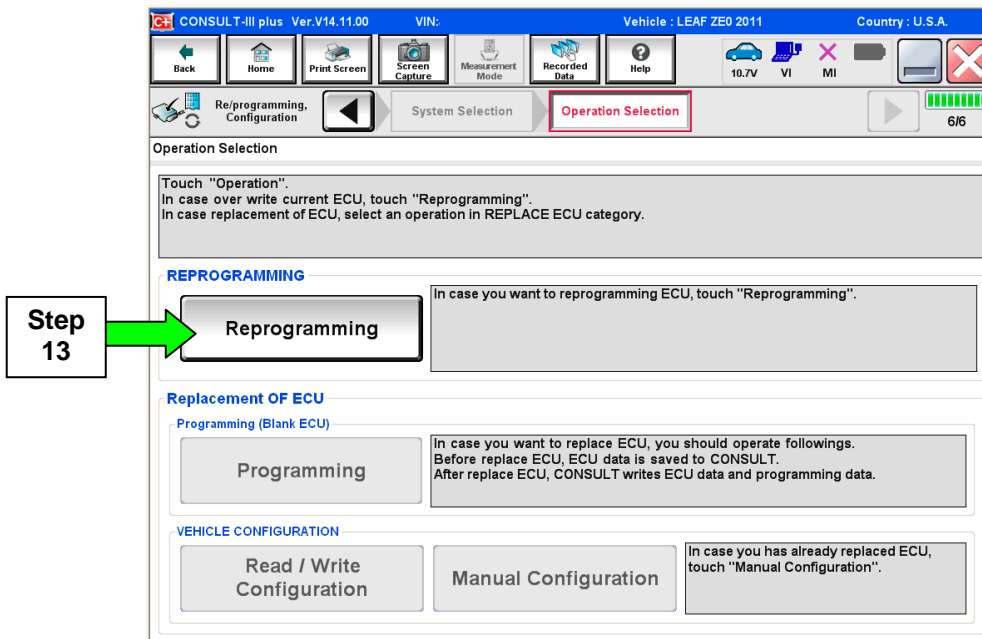 C+ CONSULT-III plus Ver.V14.11.00 VIN: Vehicle : LEAF ZE0 2011 Country : U.S.A.
Back
Home
Print Screen
Screen
Capture
Measurement
Mode
Recorded
Data
Help
10.7V
VI
MI
Re/programming,
Configuration
System Selection
Operation Selection
6/6
Operation Selection
Touch "Operation".
In case over write current ECU, touch "Reprogramming".
In case replacement of ECU, select an operation in REPLACE ECU category.
REPROGRAMMING
Step
13
Reprogramming
In case you want to reprogramming ECU, touch "Reprogramming".
Replacement OF ECU
Programming (Blank ECU)
Programming
In case you want to replace ECU, you should operate followings.
Before replace ECU, ECU data is saved to CONSULT.
After replace ECU, CONSULT writes ECU data and programming data.
VEHICLE CONFIGURATION
Read / Write
Configuration
Manual Configuration
In case you has already replaced ECU,
touch "Manual Configuration".